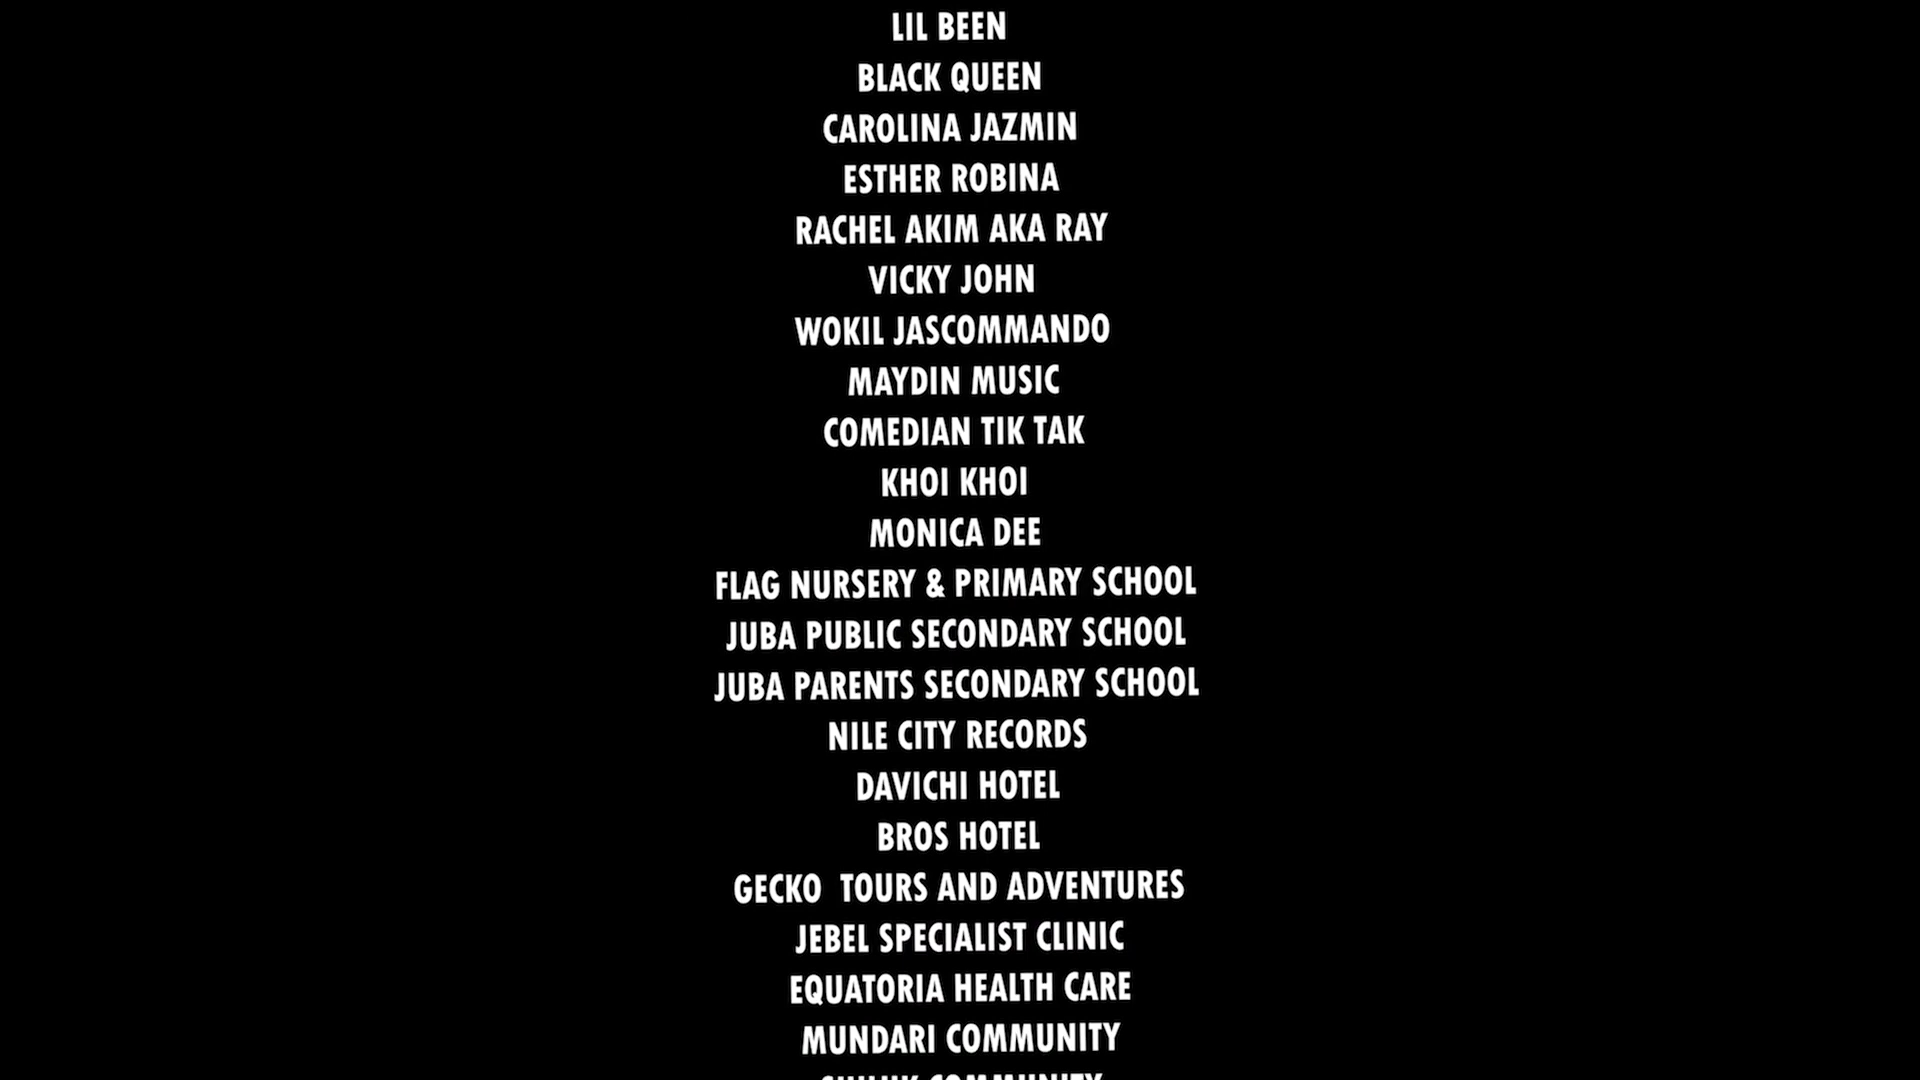 LIL BEEN
BLACK QUEEN
CAROLINA JAZMIN
ESTHER ROBINA
RACHEL AKIM AKA RAY
VICKY JOHN
WOKIL JASCOMMANDO
MAYDIN MUSIC
COMEDIAN TIK TAK
KHOI KHOI
MONICA DEE
FLAG NURSERY & PRIMARY SCHOOL
JUBA PUBLIC SECONDARY SCHOOL
JUBA PARENTS SECONDARY SCHOOL
NILE CITY RECORDS
DAVICHI HOTEL
BROS HOTEL
GECKO  TOURS AND ADVENTURES
JEBEL SPECIALIST CLINIC
EQUATORIA HEALTH CARE
MUNDARI COMMUNITY
COMMUNITY